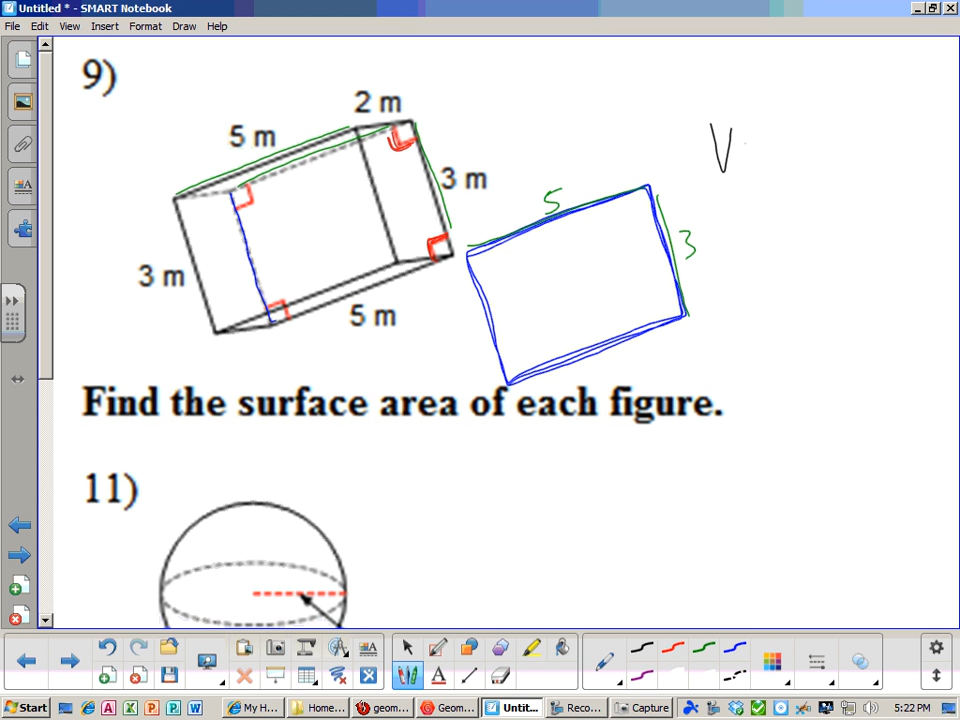 Untitled * - SMART Notebook
File Edit View Insert Format Draw Help
9)
2 m
5 m
3 m
3 m
5 m
5
3
V
Find the surface area of each figure.
11)
Start
My H...
Home...
geom...
Geom...
Untit...
Reco...
Capture
5:22 PM